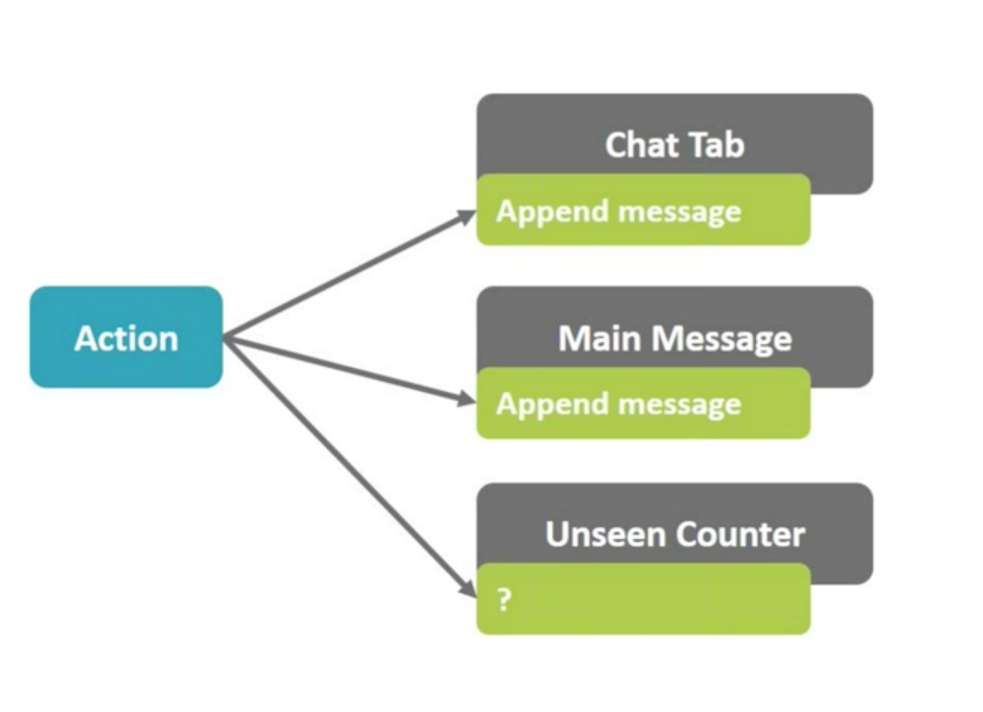 Chat Tab
Append message
Action
Main Message
Append message
Unseen Counter
?